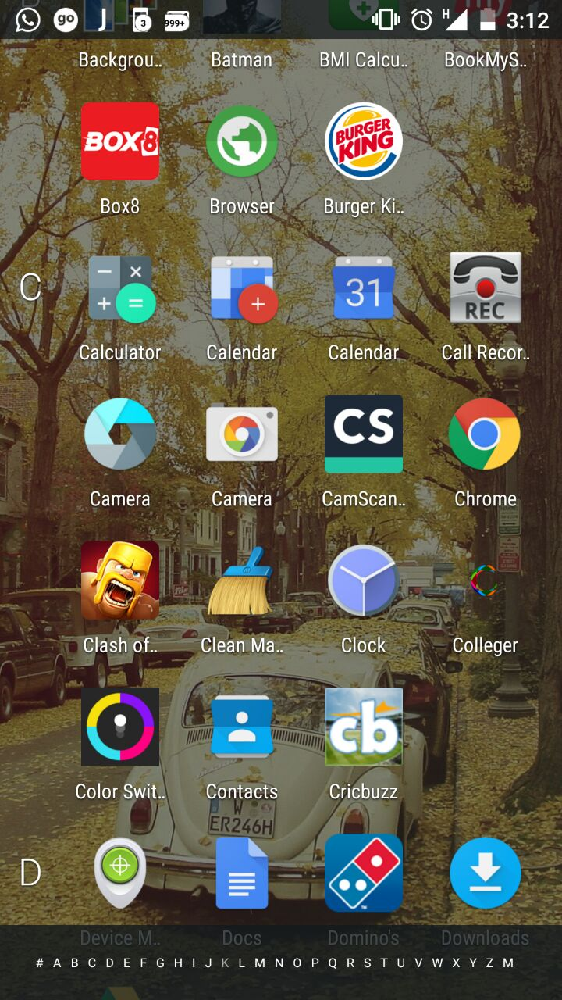 go J 3 999+ H 3:12
Backgrou.. Batman BMI Calcu.. BookMyS..
BOX8 BURGER KING
Box8 Browser Burger Ki..
C
31 REC
Calculator Calendar Calendar Call Recor..
CS
Camera Camera CamScan.. Chrome
Clash of.. Clean Ma.. Clock Colleger
cb
Color Swit.. Contacts Cricbuzz
W
ER246H
D
Device M.. Docs Domino's Downloads
# A B C D E F G H I J K L M N O P Q R S T U V W X Y Z M